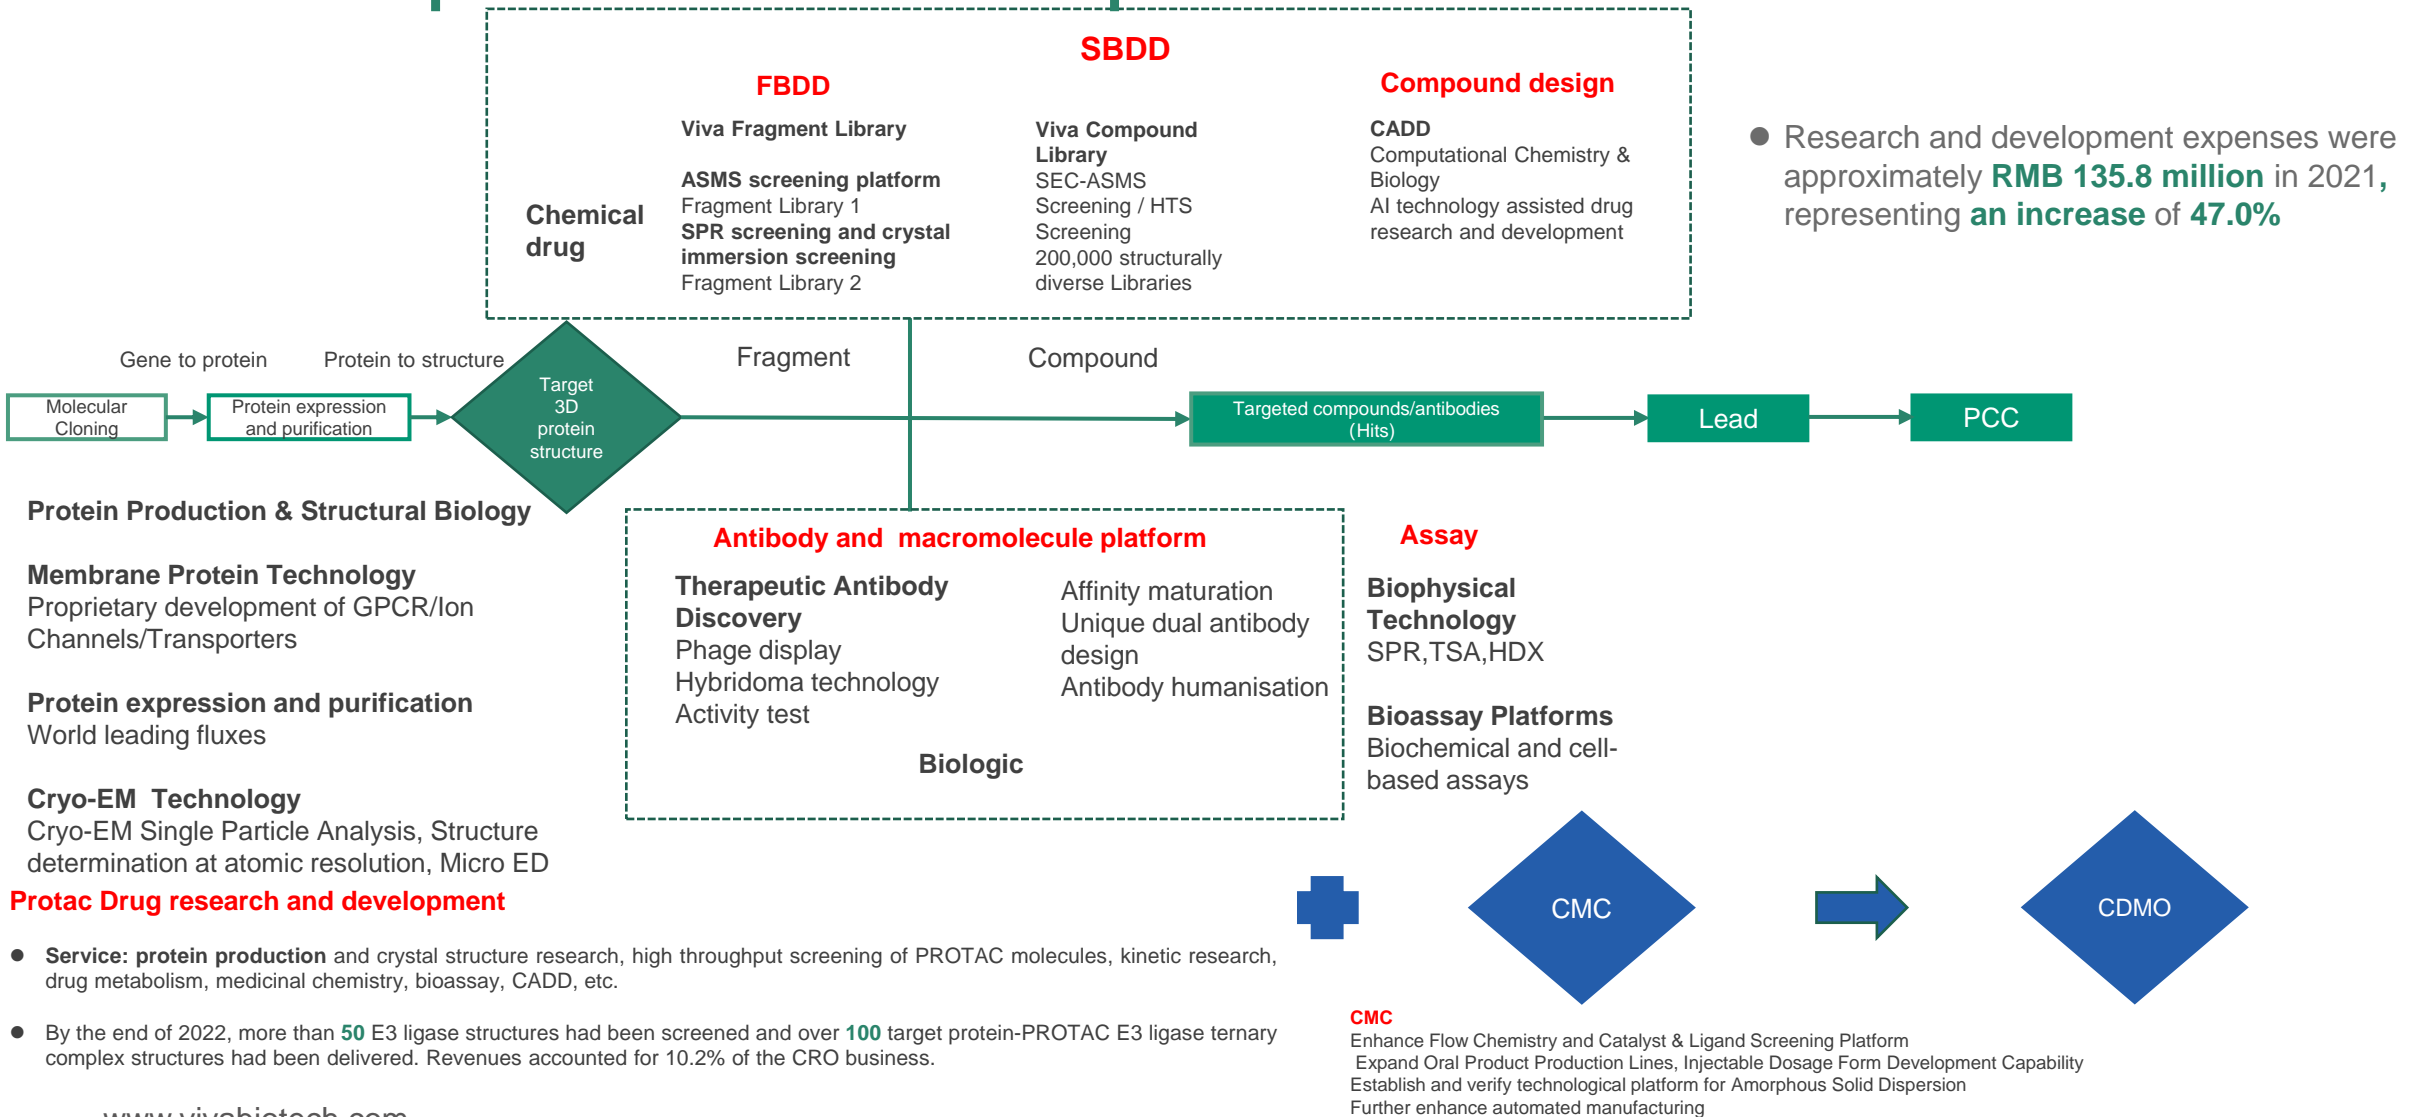 SBDD
FBDD
Viva Fragment Library
ASMS screening platform
Fragment Library 1
SPR screening and crystal
immersion screening
Fragment Library 2
Chemical
drug
Viva Compound
Library
SEC-ASMS
Screening / HTS
Screening
200,000 structurally
diverse Libraries
Compound design
CADD
Computational Chemistry &
Biology
AI technology assisted drug
research and development
● Research and development expenses were
approximately RMB 135.8 million in 2021,
representing an increase of 47.0%
Gene to protein
Protein to structure
Fragment
Compound
Molecular
Cloning
Protein expression
and purification
Target
3D
protein
structure
Targeted compounds/antibodies
(Hits)
Lead
PCC
Protein Production & Structural Biology
Membrane Protein Technology
Proprietary development of GPCR/Ion
Channels/Transporters
Protein expression and purification
World leading fluxes
Cryo-EM Technology
Cryo-EM Single Particle Analysis, Structure
determination at atomic resolution, Micro ED
Antibody and macromolecule platform
Therapeutic Antibody
Discovery
Phage display
Hybridoma technology
Activity test
Affinity maturation
Unique dual antibody
design
Antibody humanisation
Biologic
Assay
Biophysical
Technology
SPR,TSA,HDX
Bioassay Platforms
Biochemical and cell-
based assays
Protac Drug research and development
● Service: protein production and crystal structure research, high throughput screening of PROTAC molecules, kinetic research,
drug metabolism, medicinal chemistry, bioassay, CADD, etc.
● By the end of 2022, more than 50 E3 ligase structures had been screened and over 100 target protein-PROTAC E3 ligase ternary
complex structures had been delivered. Revenues accounted for 10.2% of the CRO business.
CMC
CDMO
CMC
Enhance Flow Chemistry and Catalyst & Ligand Screening Platform
Expand Oral Product Production Lines, Injectable Dosage Form Development Capability
Establish and verify technological platform for Amorphous Solid Dispersion
Further enhance automated manufacturing
www.vivabiotech.com